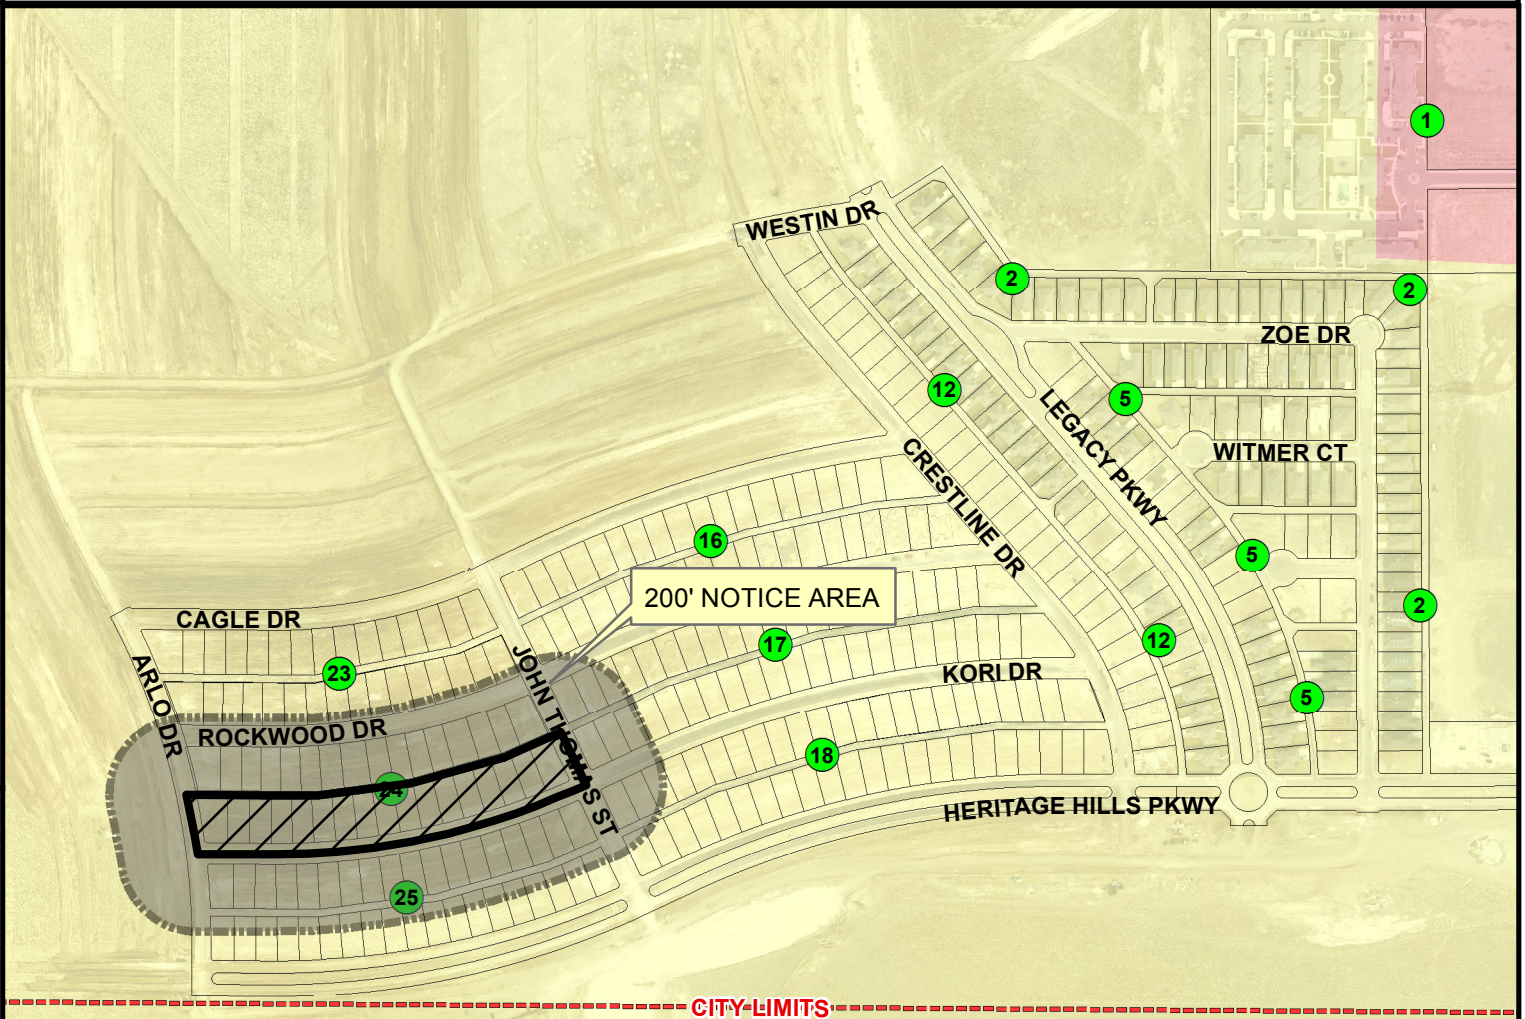 1
WESTIN DR
2
2
ZOE DR
12
5
LEGACY PKWY
WITMER CT
CRESTLINE DR
16
5
200' NOTICE AREA
2
CAGLE DR
17
12
JOHN THOMAS ST
ARLO DR
23
KORI DR
5
ROCKWOOD DR
18
24
HERITAGE HILLS PKWY
25
CITY LIMITS